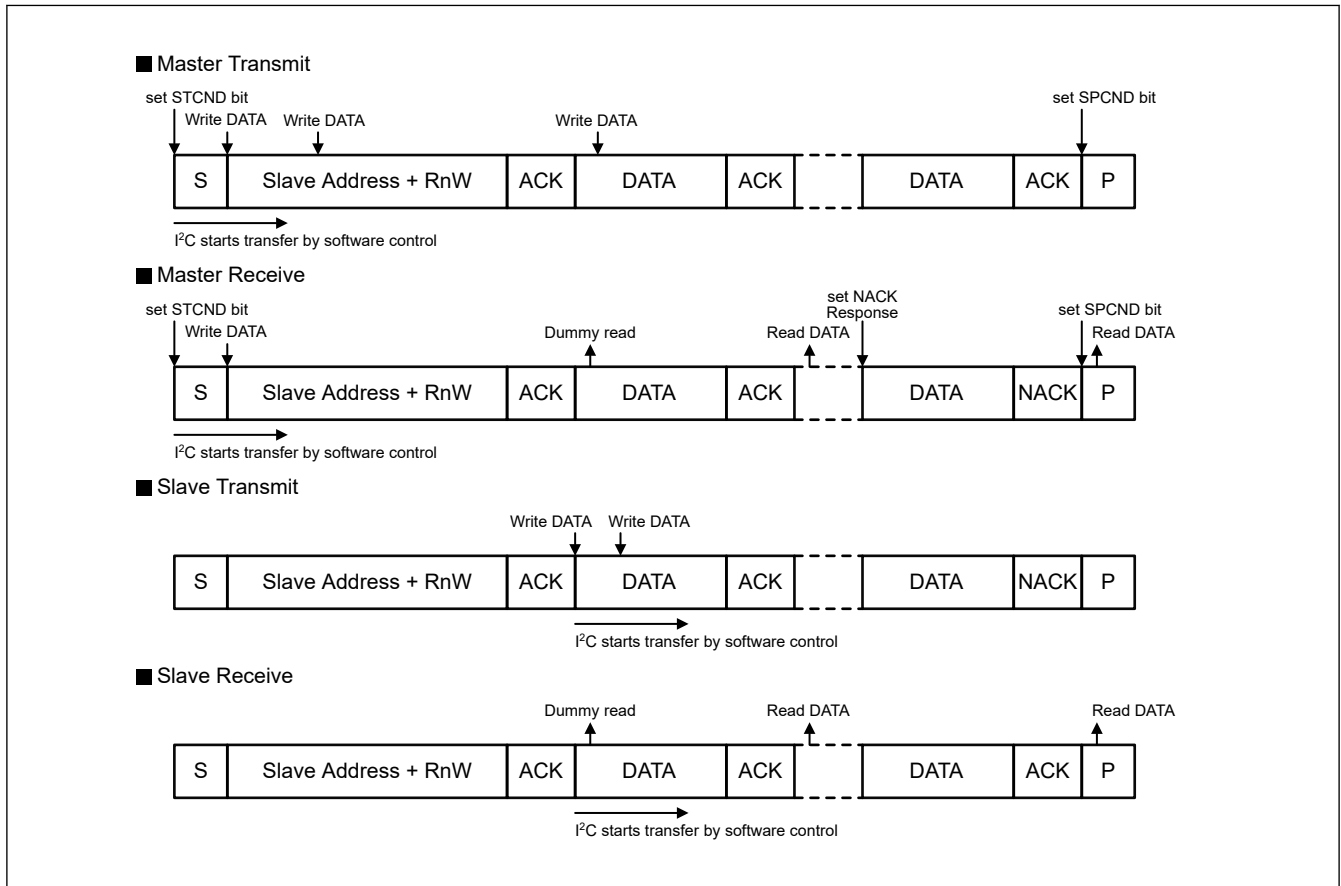 ■ Master Transmit
set STCND bit
set SPCND bit
Write DATA Write DATA Write DATA
S Slave Address + RnW ACK DATA ACK DATA ACK P
I²C starts transfer by software control
■ Master Receive
set NACK
Response
set STCND bit
set SPCND bit
Write DATA Dummy read Read DATA Read DATA
S Slave Address + RnW ACK DATA ACK DATA NACK P
I²C starts transfer by software control
■ Slave Transmit
Write DATA Write DATA
S Slave Address + RnW ACK DATA ACK DATA NACK P
I²C starts transfer by software control
■ Slave Receive
Dummy read Read DATA Read DATA
S Slave Address + RnW ACK DATA ACK DATA ACK P
I²C starts transfer by software control